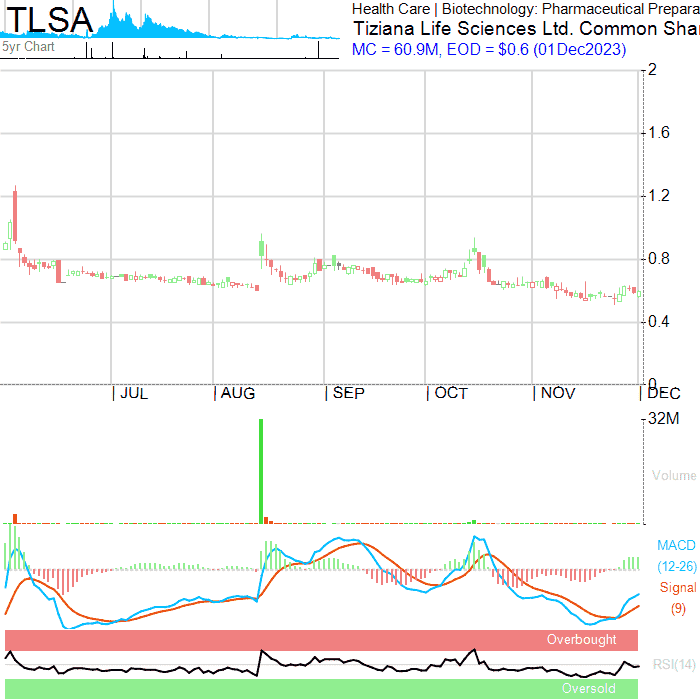 TLSA
5yr Chart
Health Care | Biotechnology: Pharmaceutical Prepara
Tiziana Life Sciences Ltd. Common Shar
MC = 60.9M, EOD = $0.6 (01Dec2023)
2
1.6
1.2
0.8
0.4
0
JUL AUG SEP OCT NOV DEC
32M
Volume
MACD
(12-26)
Signal
(9)
Overbought
RSI(14)
Oversold